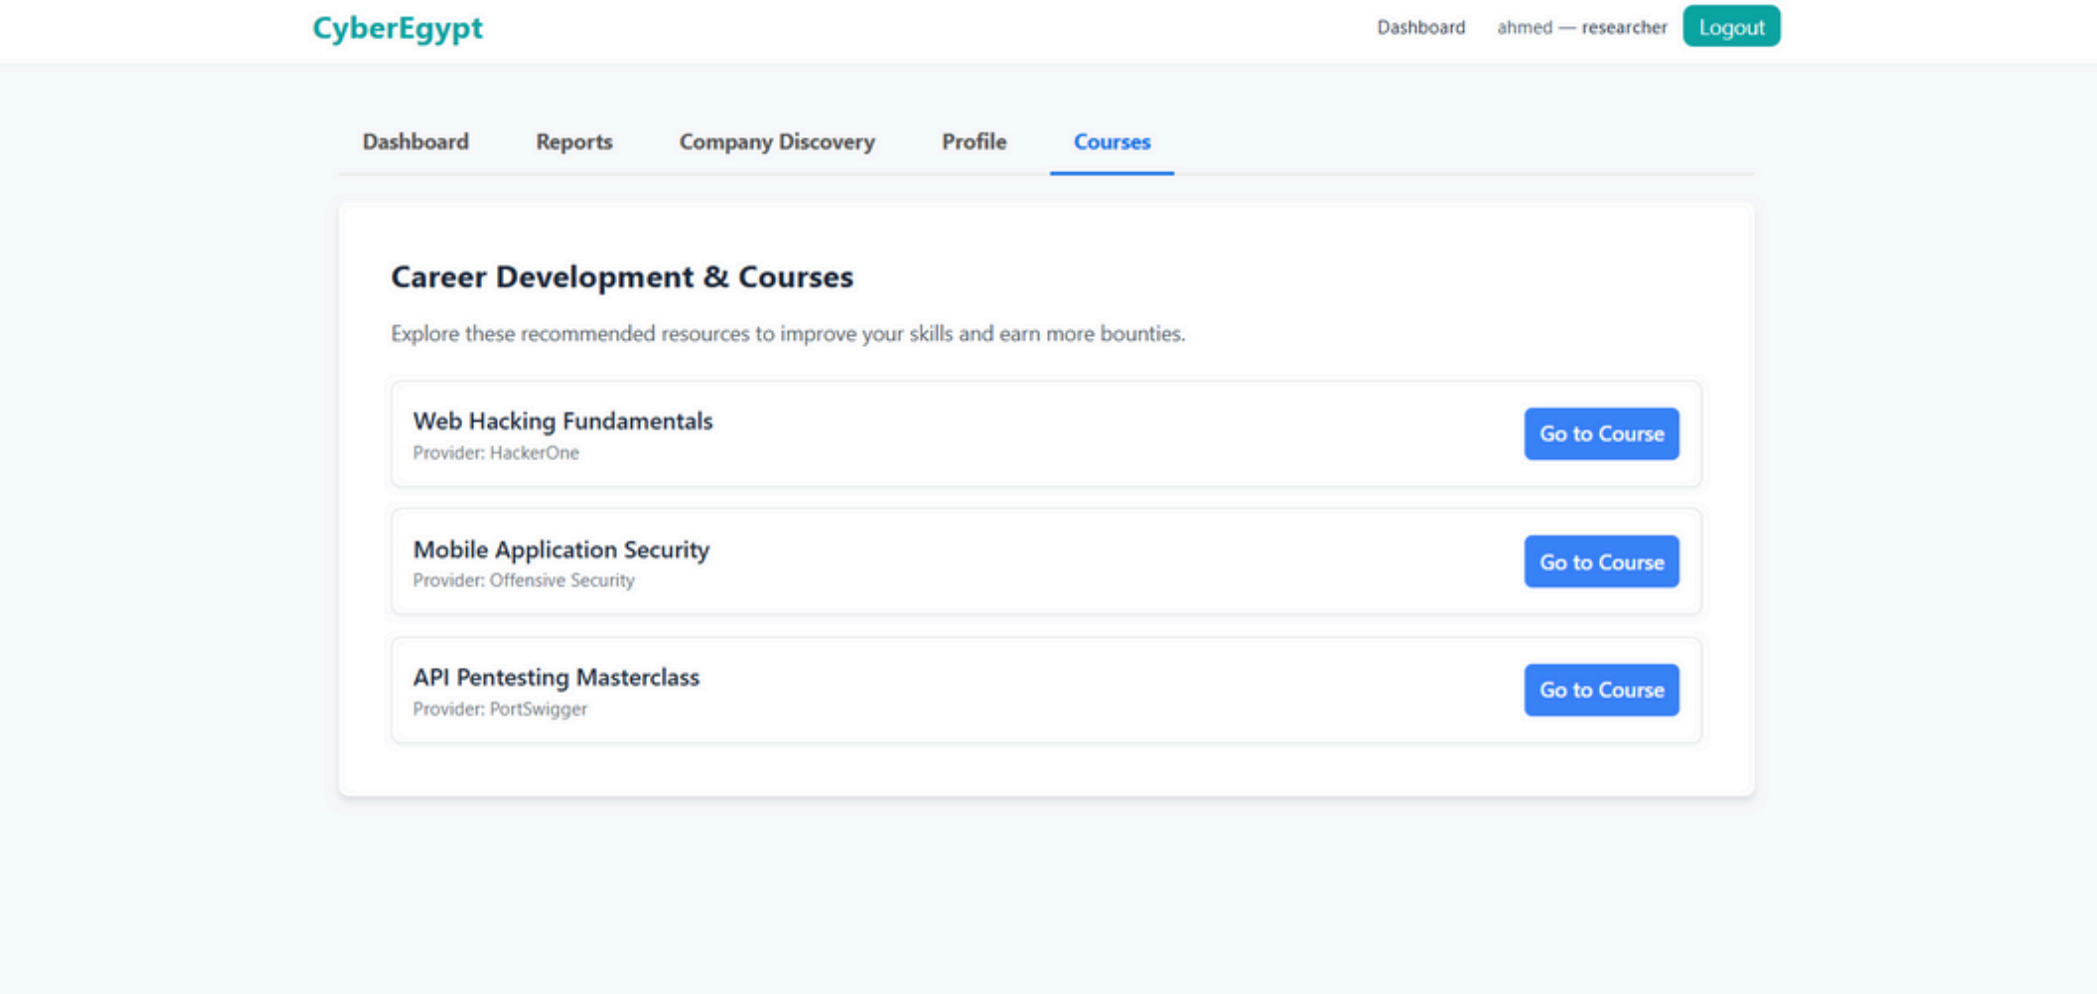 CyberEgypt
Dashboard
ahmed — researcher
Logout
Dashboard
Reports
Company Discovery
Profile
Courses
Career Development & Courses
Explore these recommended resources to improve your skills and earn more bounties.
Web Hacking Fundamentals
Provider: HackerOne
Go to Course
Mobile Application Security
Provider: Offensive Security
Go to Course
API Pentesting Masterclass
Provider: PortSwigger
Go to Course